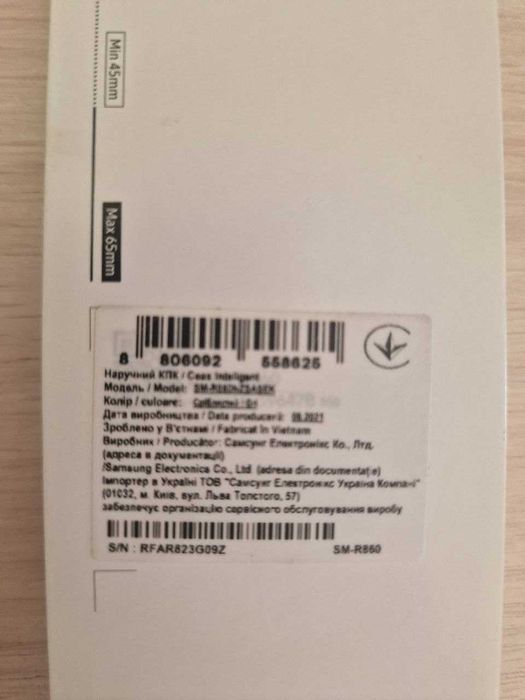 Min 45mm
Max 65mm
8 806092 558625
Наручний КПК / Ceas Inteligent
Модель / Model:
Колір / culoare:
Дата виробництва / Data producerii: 08.2021
Зроблено у В'єтнамі / Fabricat în Vietnam
Виробник / Producător: Самсунг Електронікс Ко., Лтд.
(адреса в документації)
/Samsung Electronics Co., Ltd (adresa din documentație)
Імпортер в Україні ТОВ "Самсунг Електронікс Україна Компані"
(01032, м. Київ, вул. Льва Толстого, 57)
забезпечує організацію сервісного обслуговування виробу
S/N : RFAR823G09Z SM-R860